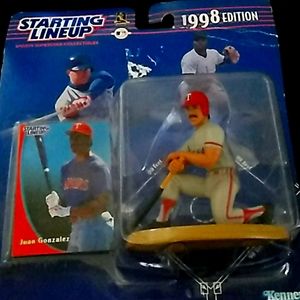 STARTING
LINEUP
SPORTS SUPERSTAR COLLECTIBLES
1998 EDITION
STARTING
LINEUP
Juan Gonzalez
Kenner